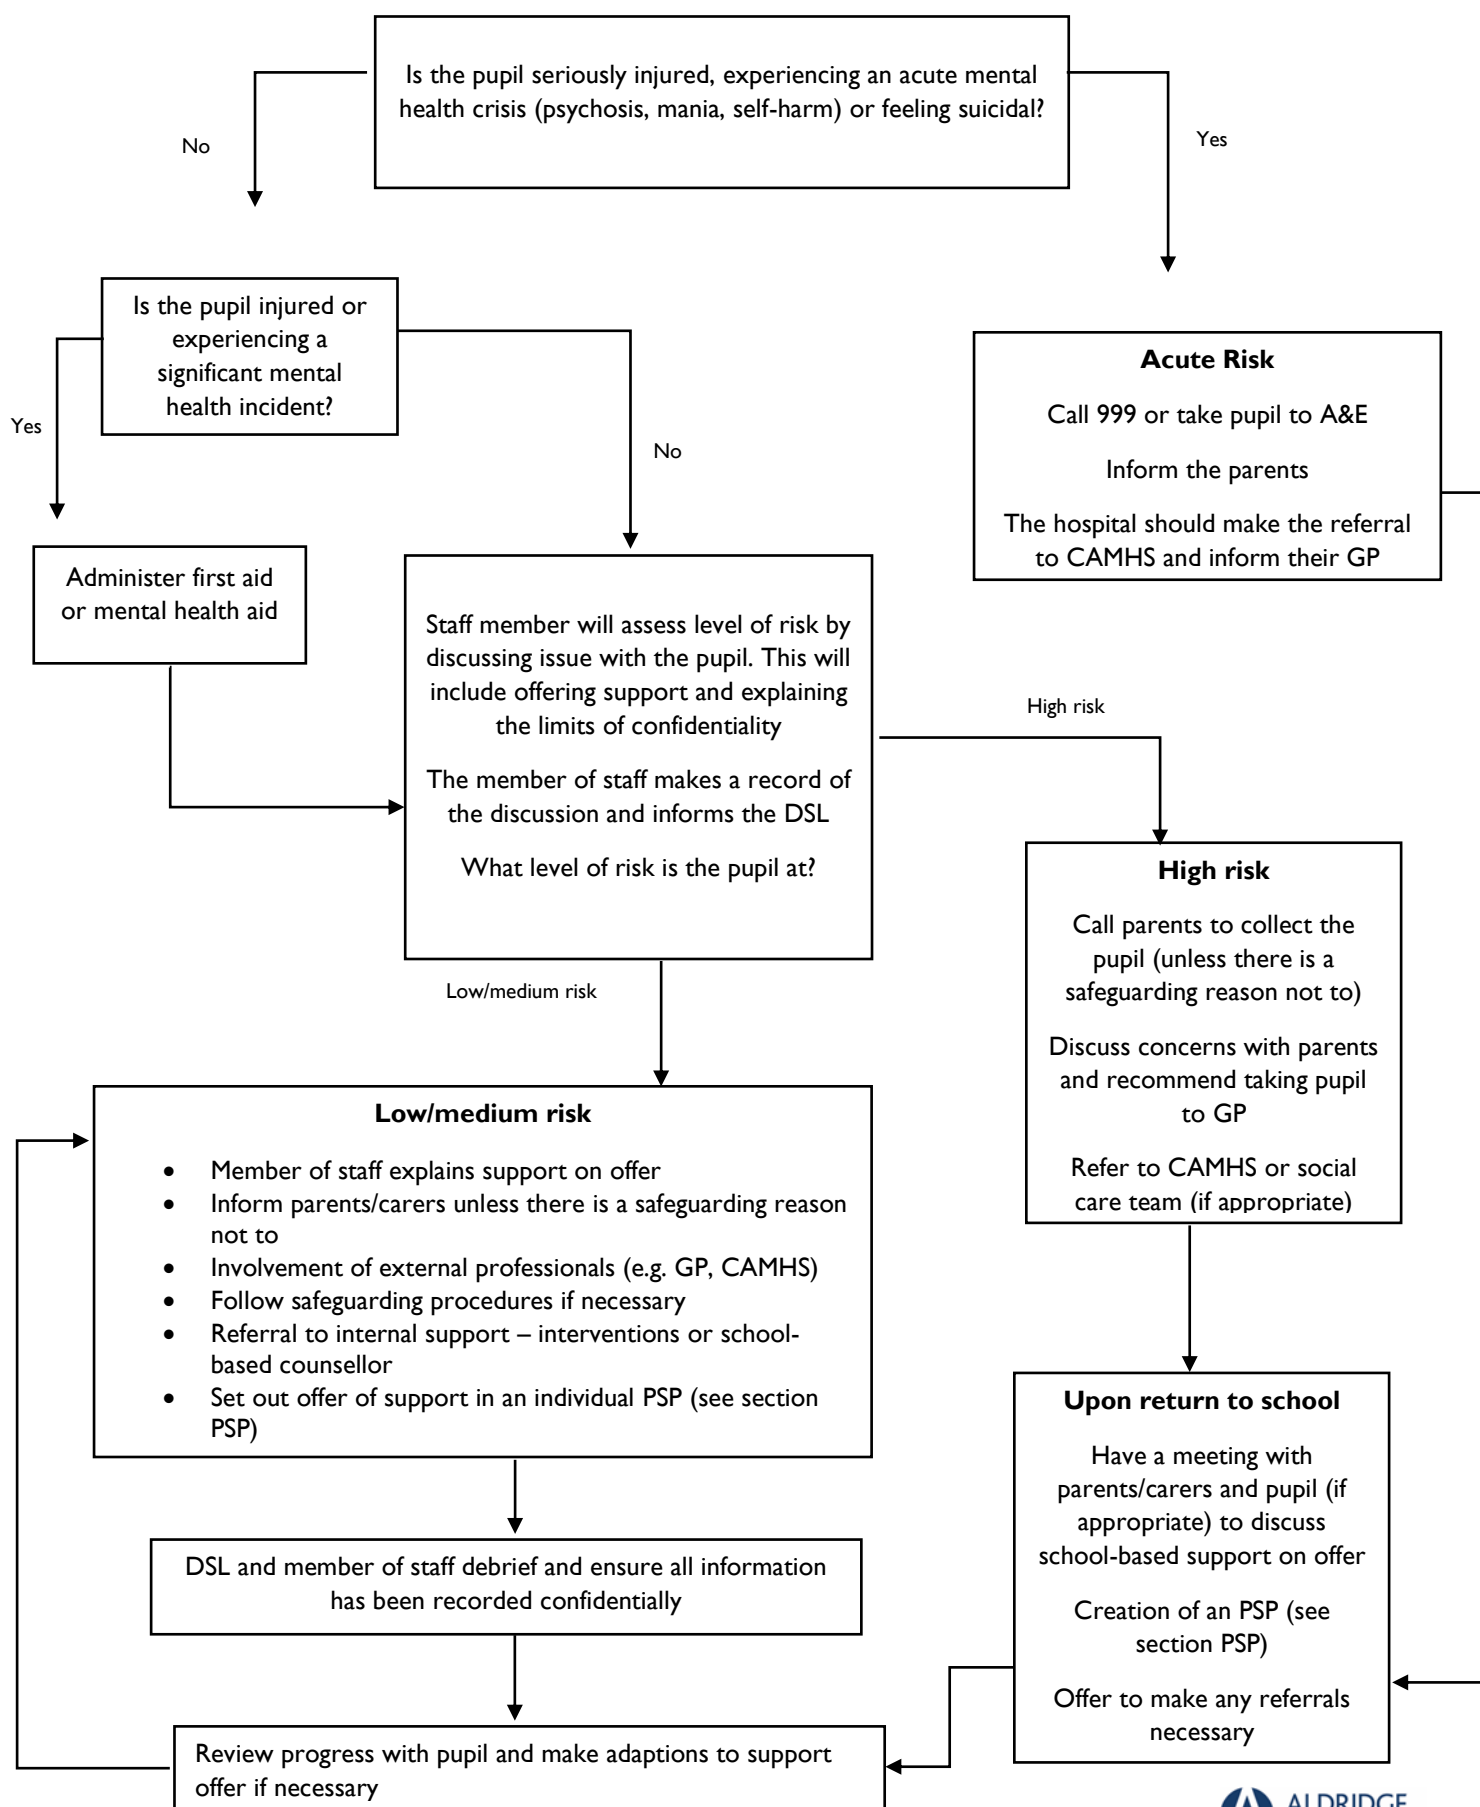 Is the pupil seriously injured, experiencing an acute mental
health crisis (psychosis, mania, self-harm) or feeling suicidal?
No
Yes
Is the pupil injured or
experiencing a
significant mental
health incident?
Yes
No
Acute Risk
Call 999 or take pupil to A&E
Inform the parents
The hospital should make the referral
to CAMHS and inform their GP
Administer first aid
or mental health aid
Staff member will assess level of risk by
discussing issue with the pupil. This will
include offering support and explaining
the limits of confidentiality
The member of staff makes a record of
the discussion and informs the DSL
What level of risk is the pupil at?
High risk
Low/medium risk
High risk
Call parents to collect the
pupil (unless there is a
safeguarding reason not to)
Discuss concerns with parents
and recommend taking pupil
to GP
Refer to CAMHS or social
care team (if appropriate)
Low/medium risk
• Member of staff explains support on offer
• Inform parents/carers unless there is a safeguarding reason
not to
• Involvement of external professionals (e.g. GP, CAMHS)
• Follow safeguarding procedures if necessary
• Referral to internal support – interventions or school-
based counsellor
• Set out offer of support in an individual PSP (see section
PSP)
Upon return to school
Have a meeting with
parents/carers and pupil (if
appropriate) to discuss
school-based support on offer
Creation of an PSP (see
section PSP)
Offer to make any referrals
necessary
DSL and member of staff debrief and ensure all information
has been recorded confidentially
Review progress with pupil and make adaptions to support
offer if necessary
ALDRIDGE